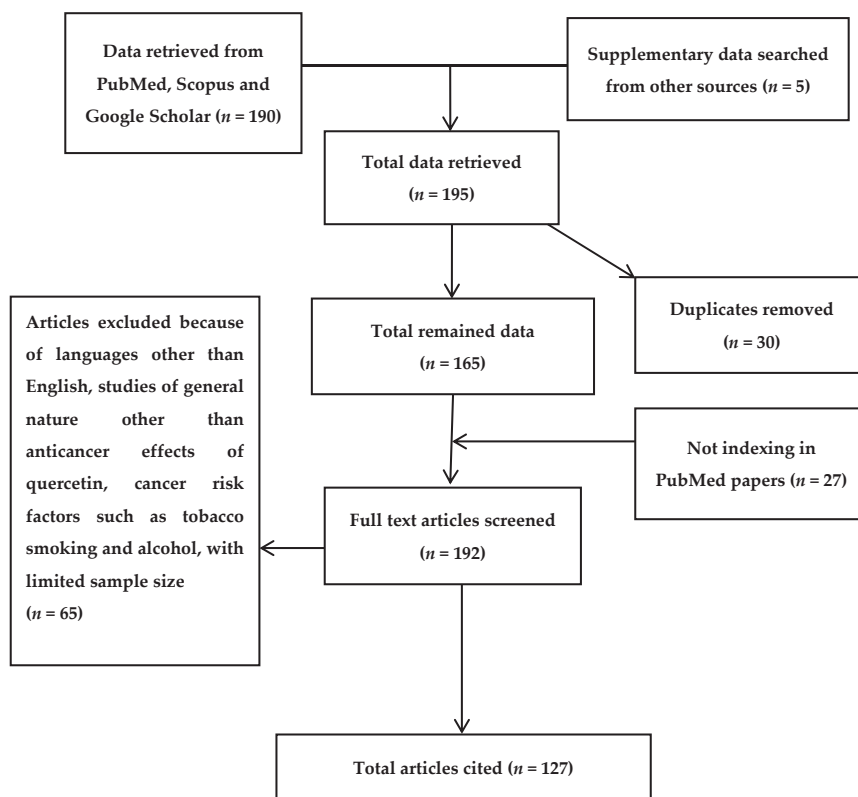 Data retrieved from
PubMed, Scopus and
Google Scholar (n = 190)
Supplementary data searched
from other sources (n = 5)
Total data retrieved
(n = 195)
Duplicates removed
(n = 30)
Total remained data
(n = 165)
Articles excluded because
of languages other than
English, studies of general
nature other than
anticancer effects of
quercetin, cancer risk
factors such as tobacco
smoking and alcohol, with
limited sample size
(n = 65)
Not indexing in
PubMed papers (n = 27)
Full text articles screened
(n = 192)
Total articles cited (n = 127)